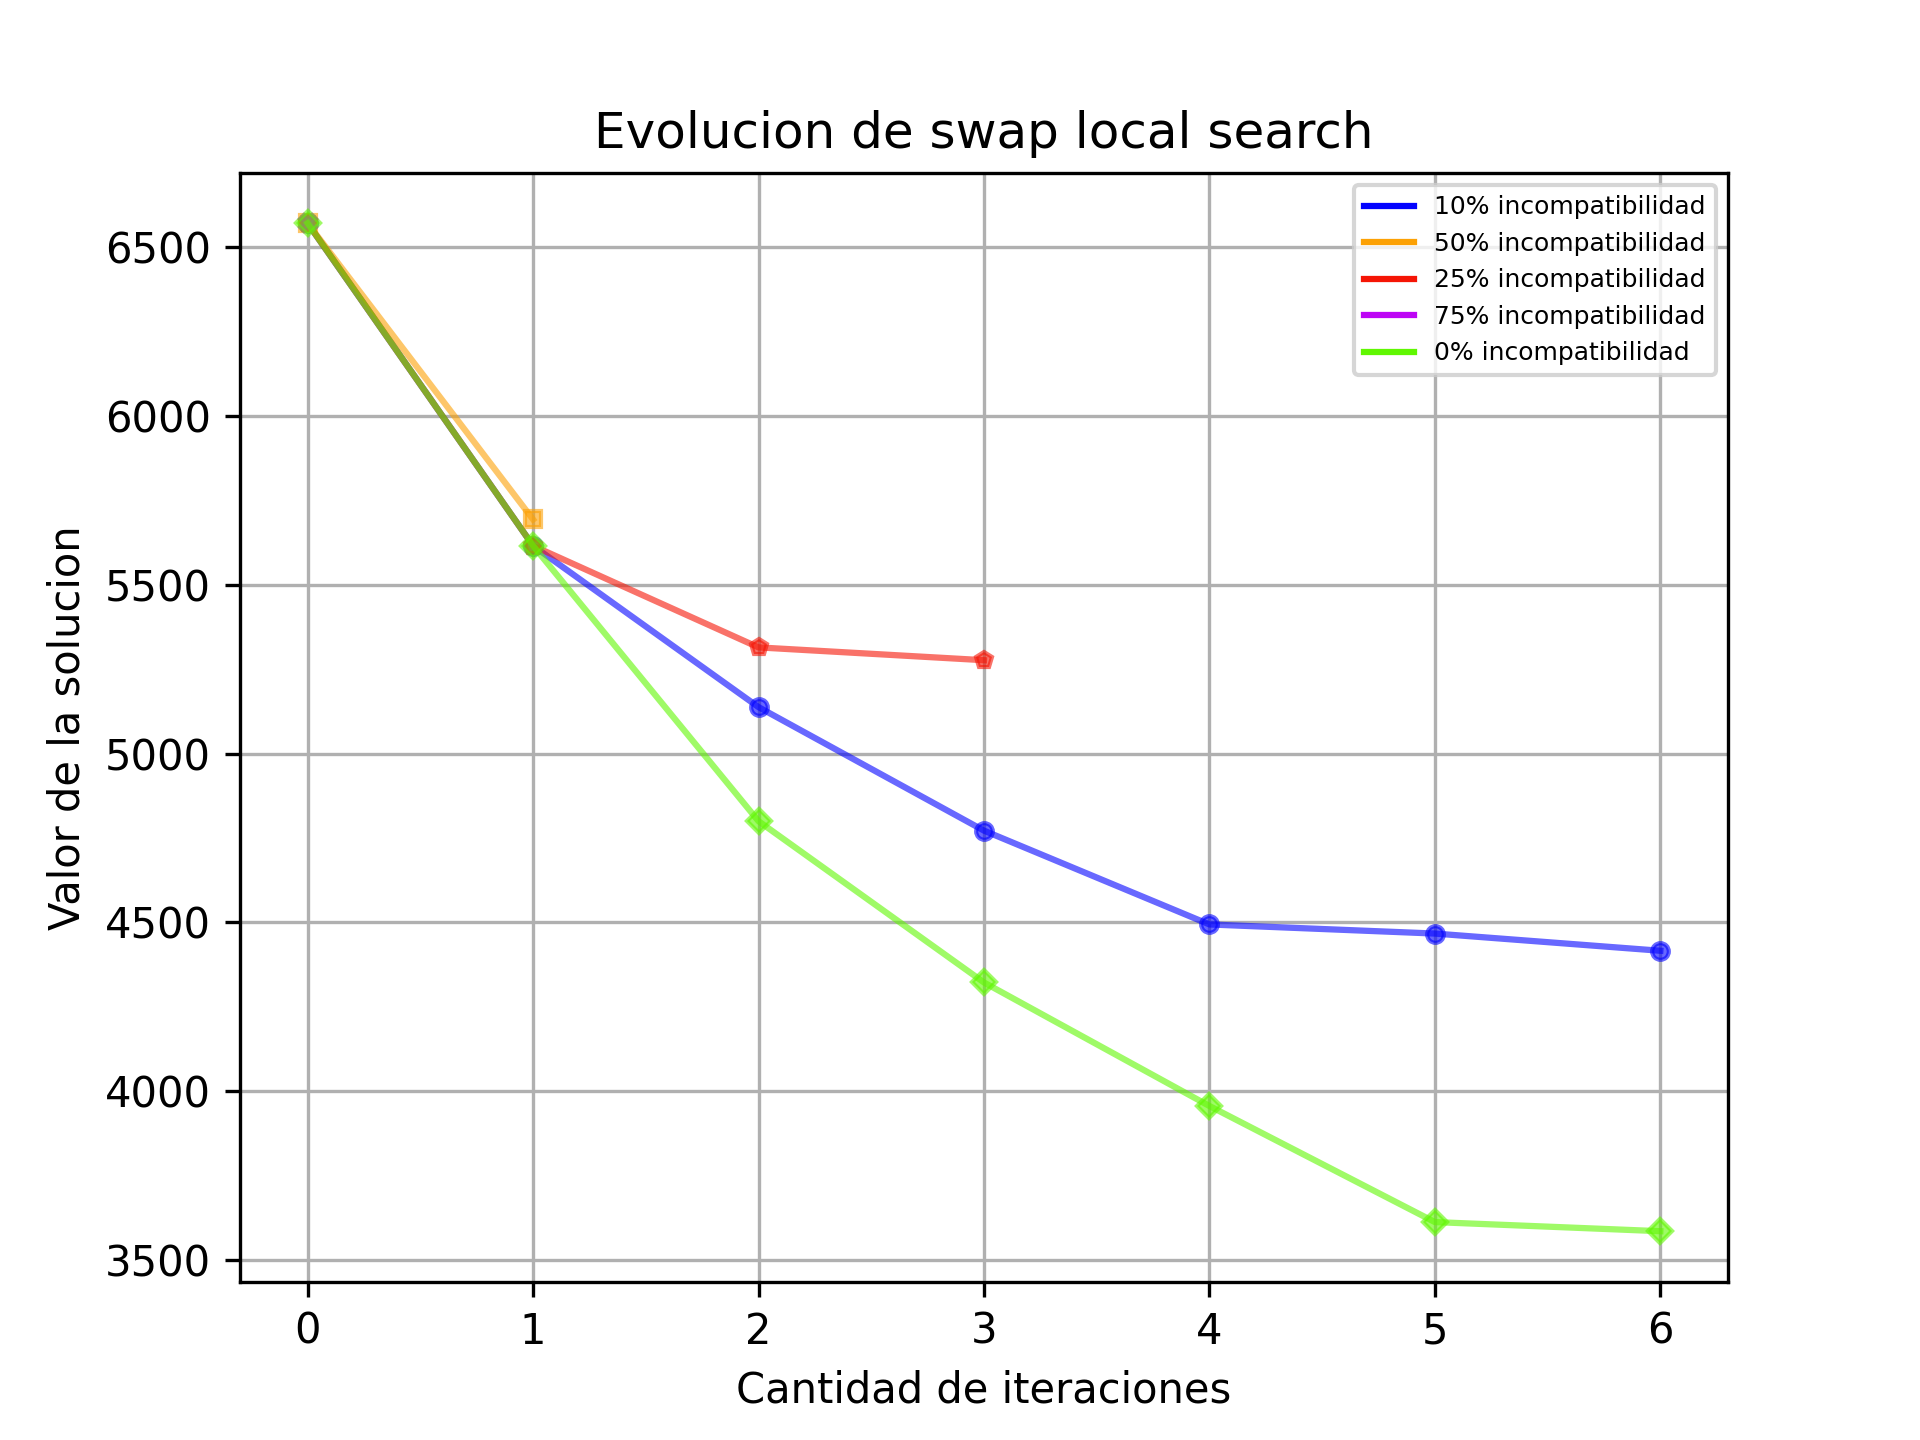 Evolucion de swap local search
10% incompatibilidad
50% incompatibilidad
25% incompatibilidad
75% incompatibilidad
0% incompatibilidad
6500
6000
5500
5000
4500
4000
3500
Valor de la solucion
0 1 2 3 4 5 6
Cantidad de iteraciones